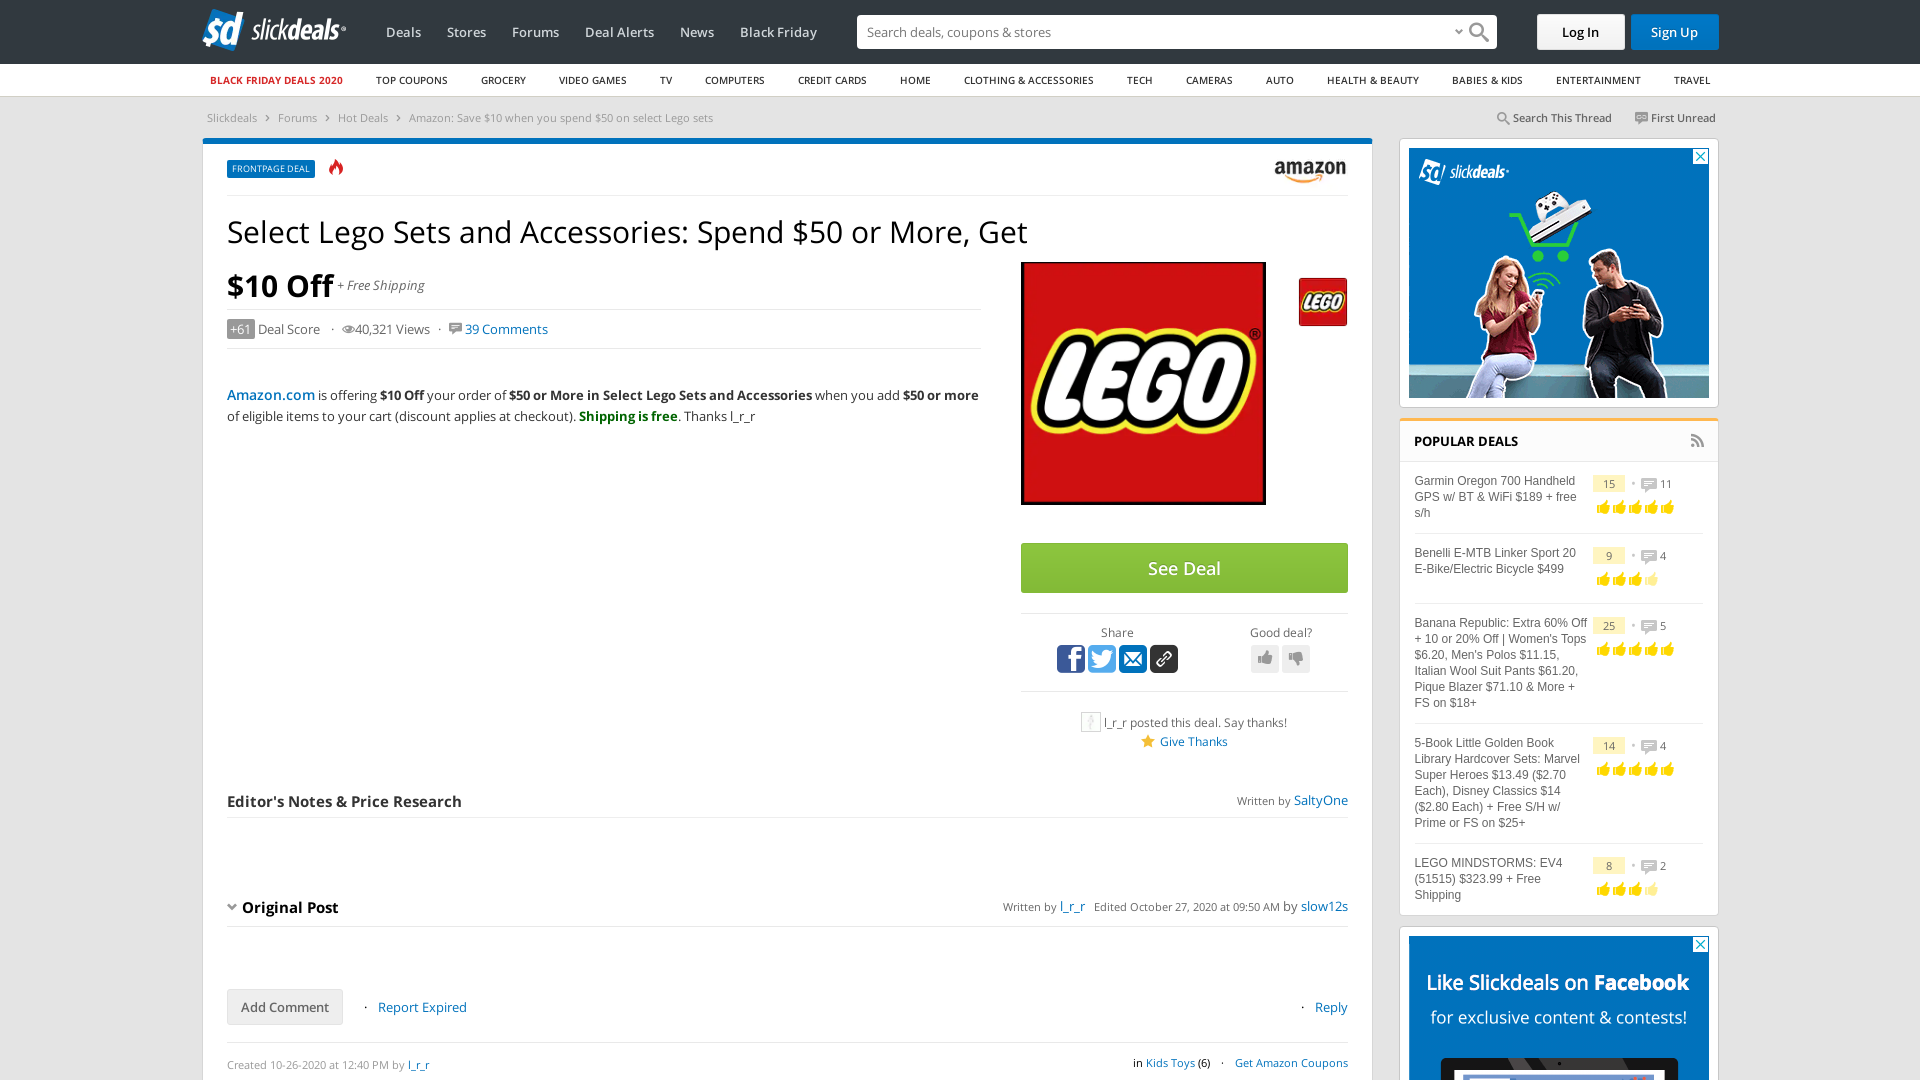 sd slickdeals
Deals
Stores
Forums
Deal Alerts
News
Black Friday
Search deals, coupons & stores
Log In
Sign Up
BLACK FRIDAY DEALS 2020
TOP COUPONS
GROCERY
VIDEO GAMES
TV
COMPUTERS
CREDIT CARDS
HOME
CLOTHING & ACCESSORIES
TECH
CAMERAS
AUTO
HEALTH & BEAUTY
BABIES & KIDS
ENTERTAINMENT
TRAVEL
Slickdeals > Forums > Hot Deals > Amazon: Save $10 when you spend $50 on select Lego sets
Search This Thread
First Unread
FRONTPAGE DEAL
amazon
Select Lego Sets and Accessories: Spend $50 or More, Get
$10 Off + Free Shipping
+61 Deal Score · 40,321 Views · 39 Comments
Amazon.com is offering $10 Off your order of $50 or More in Select Lego Sets and Accessories when you add $50 or more
of eligible items to your cart (discount applies at checkout). Shipping is free. Thanks l_r_r
LEGO®
LEGO
See Deal
Share
Good deal?
l_r_r posted this deal. Say thanks!
Give Thanks
Editor's Notes & Price Research
Written by SaltyOne
Original Post
Written by l_r_r Edited October 27, 2020 at 09:50 AM by slow12s
Add Comment · Report Expired
· Reply
Created 10-26-2020 at 12:40 PM by l_r_r
in Kids Toys (6) · Get Amazon Coupons
sd slickdeals
POPULAR DEALS
Garmin Oregon 700 Handheld
GPS w/ BT & WiFi $189 + free
s/h
15 • 11
Benelli E-MTB Linker Sport 20
E-Bike/Electric Bicycle $499
9 • 4
Banana Republic: Extra 60% Off
+ 10 or 20% Off | Women's Tops
$6.20, Men's Polos $11.15,
Italian Wool Suit Pants $61.20,
Pique Blazer $71.10 & More +
FS on $18+
25 • 5
5-Book Little Golden Book
Library Hardcover Sets: Marvel
Super Heroes $13.49 ($2.70
Each), Disney Classics $14
($2.80 Each) + Free S/H w/
Prime or FS on $25+
14 • 4
LEGO MINDSTORMS: EV4
(51515) $323.99 + Free
Shipping
8 • 2
Like Slickdeals on Facebook
for exclusive content & contests!